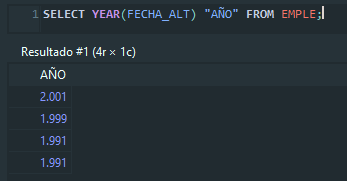 1 SELECT YEAR(FECHA_ALT) "AÑO" FROM EMPLE;
Resultado #1 (4r × 1c)
AÑO
2.001
1.999
1.991
1.991